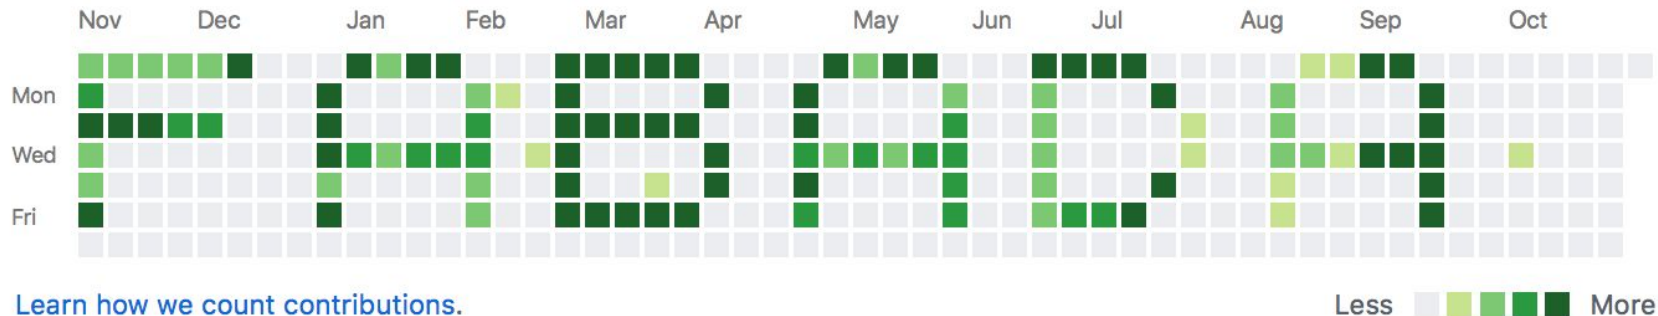 Nov Dec Jan Feb Mar Apr May Jun Jul Aug Sep Oct
FABADA
Mon
Wed
Fri
Learn how we count contributions.
Less More